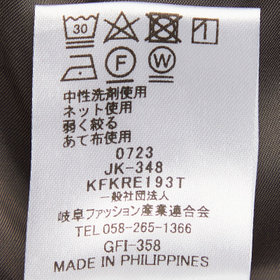 30
F W
中性洗剤使用
ネット使用
弱く絞る
あて布使用
0723
JK-348
KFKRE193T
一般社団法人
岐阜ファッション産業連合会
TEL 058-265-1366
GFI-358
MADE IN PHILIPPINES